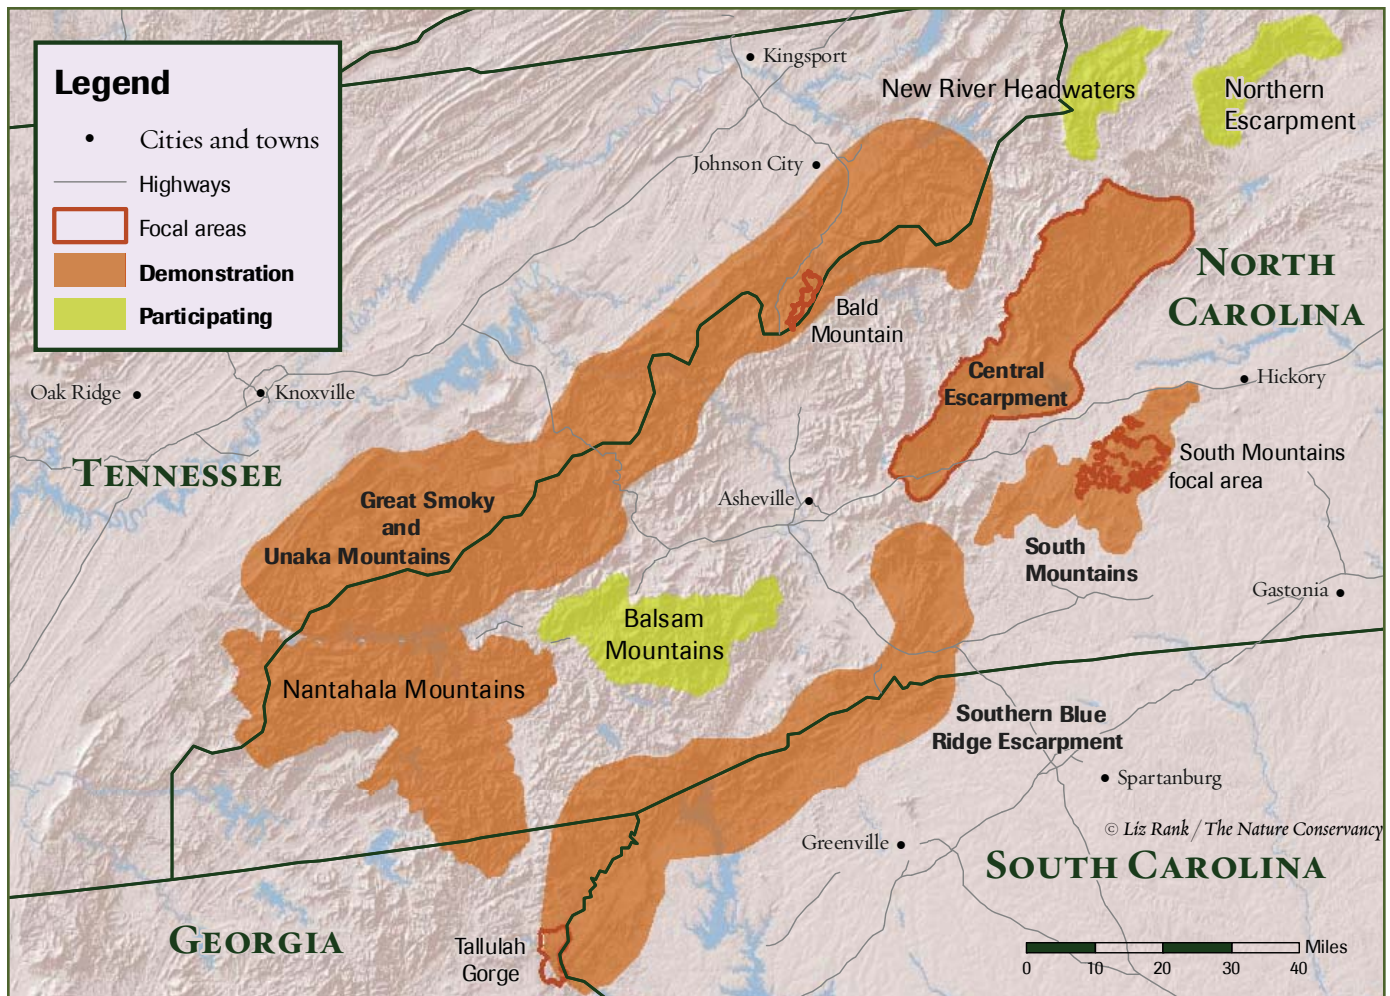 Legend
Cities and towns
Highways
Focal areas
Demonstration
Participating
Kingsport
New River Headwaters
Northern
Escarpment
Johnson City
NORTH
CAROLINA
Bald
Mountain
Central
Escarpment
Hickory
Oak Ridge
Knoxville
TENNESSEE
South Mountains
focal area
Great Smoky
and
Unaka Mountains
Asheville
South
Mountains
Gastonia
Balsam
Mountains
Nantahala Mountains
Southern Blue
Ridge Escarpment
Spartanburg
© Liz Rank / The Nature Conservancy
Greenville
SOUTH CAROLINA
GEORGIA
Tallulah
Gorge
Miles
0 10 20 30 40